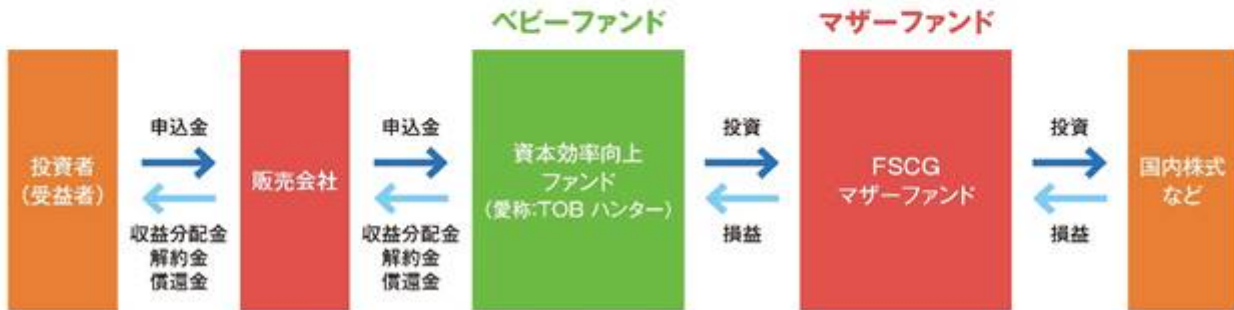 ベビーファンド
マザーファンド
投資者
(受益者)
申込金
収益分配金
解約金
償還金
販売会社
申込金
収益分配金
解約金
償還金
資本効率向上
ファンド
(愛称:TOB ハンター)
投資
損益
FSCG
マザーファンド
投資
損益
国内株式
など